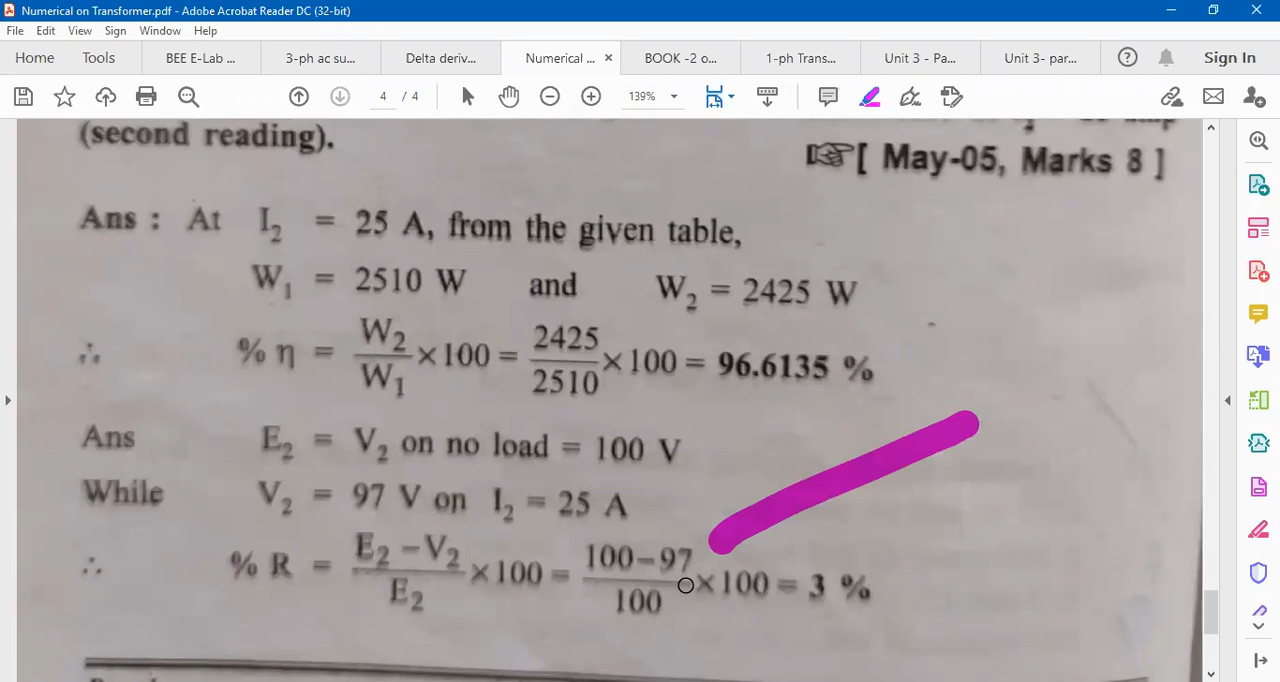 Numerical on Transformer.pdf - Adobe Acrobat Reader DC (32-bit)
File Edit View Sign Window Help
Home Tools BEE E-Lab ... 3-ph ac su... Delta deriv... Numerical ... × BOOK -2 o... 1-ph Trans... Unit 3 - Pa... Unit 3- par... Sign In
4 / 4 139%
(second reading).
[ May-05, Marks 8 ]
Ans : At I₂ = 25 A, from the given table,
W₁ = 2510 W and W₂ = 2425 W
∴ % η = W₂/W₁ × 100 = 2425/2510 × 100 = 96.6135 %
Ans E₂ = V₂ on no load = 100 V
While V₂ = 97 V on I₂ = 25 A
∴ % R = E₂ − V₂/E₂ × 100 = 100 − 97/100 × 100 = 3 %